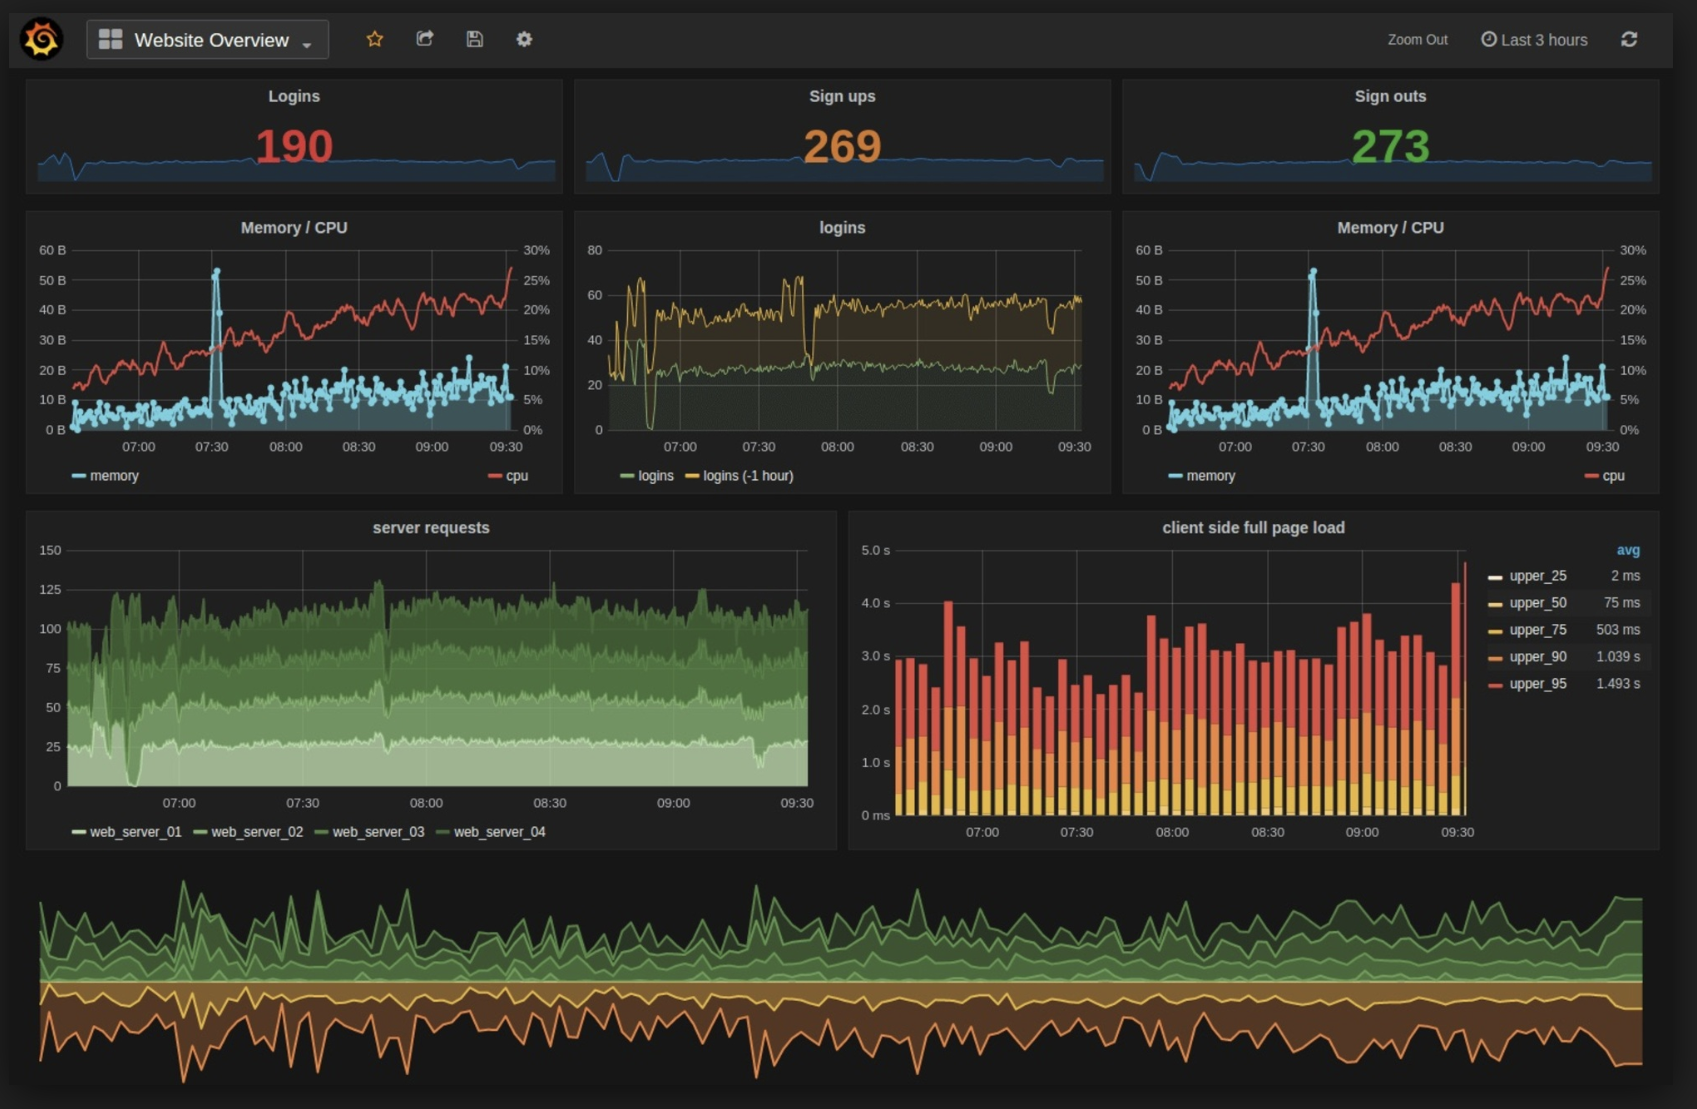 Website Overview
Zoom Out Last 3 hours
Logins
190
Sign ups
269
Sign outs
273
Memory / CPU
60 B 30%
50 B 25%
40 B 20%
30 B 15%
20 B 10%
10 B 5%
0 B 0%
07:00 07:30 08:00 08:30 09:00 09:30
memory cpu
logins
80
60
40
20
0
07:00 07:30 08:00 08:30 09:00 09:30
logins logins (-1 hour)
Memory / CPU
60 B 30%
50 B 25%
40 B 20%
30 B 15%
20 B 10%
10 B 5%
0 B 0%
07:00 07:30 08:00 08:30 09:00 09:30
memory cpu
server requests
150
125
100
75
50
25
0
07:00 07:30 08:00 08:30 09:00 09:30
web_server_01 web_server_02 web_server_03 web_server_04
client side full page load
5.0 s
4.0 s
3.0 s
2.0 s
1.0 s
0 ms
07:00 07:30 08:00 08:30 09:00 09:30
avg
upper_25 2 ms
upper_50 75 ms
upper_75 503 ms
upper_90 1.039 s
upper_95 1.493 s